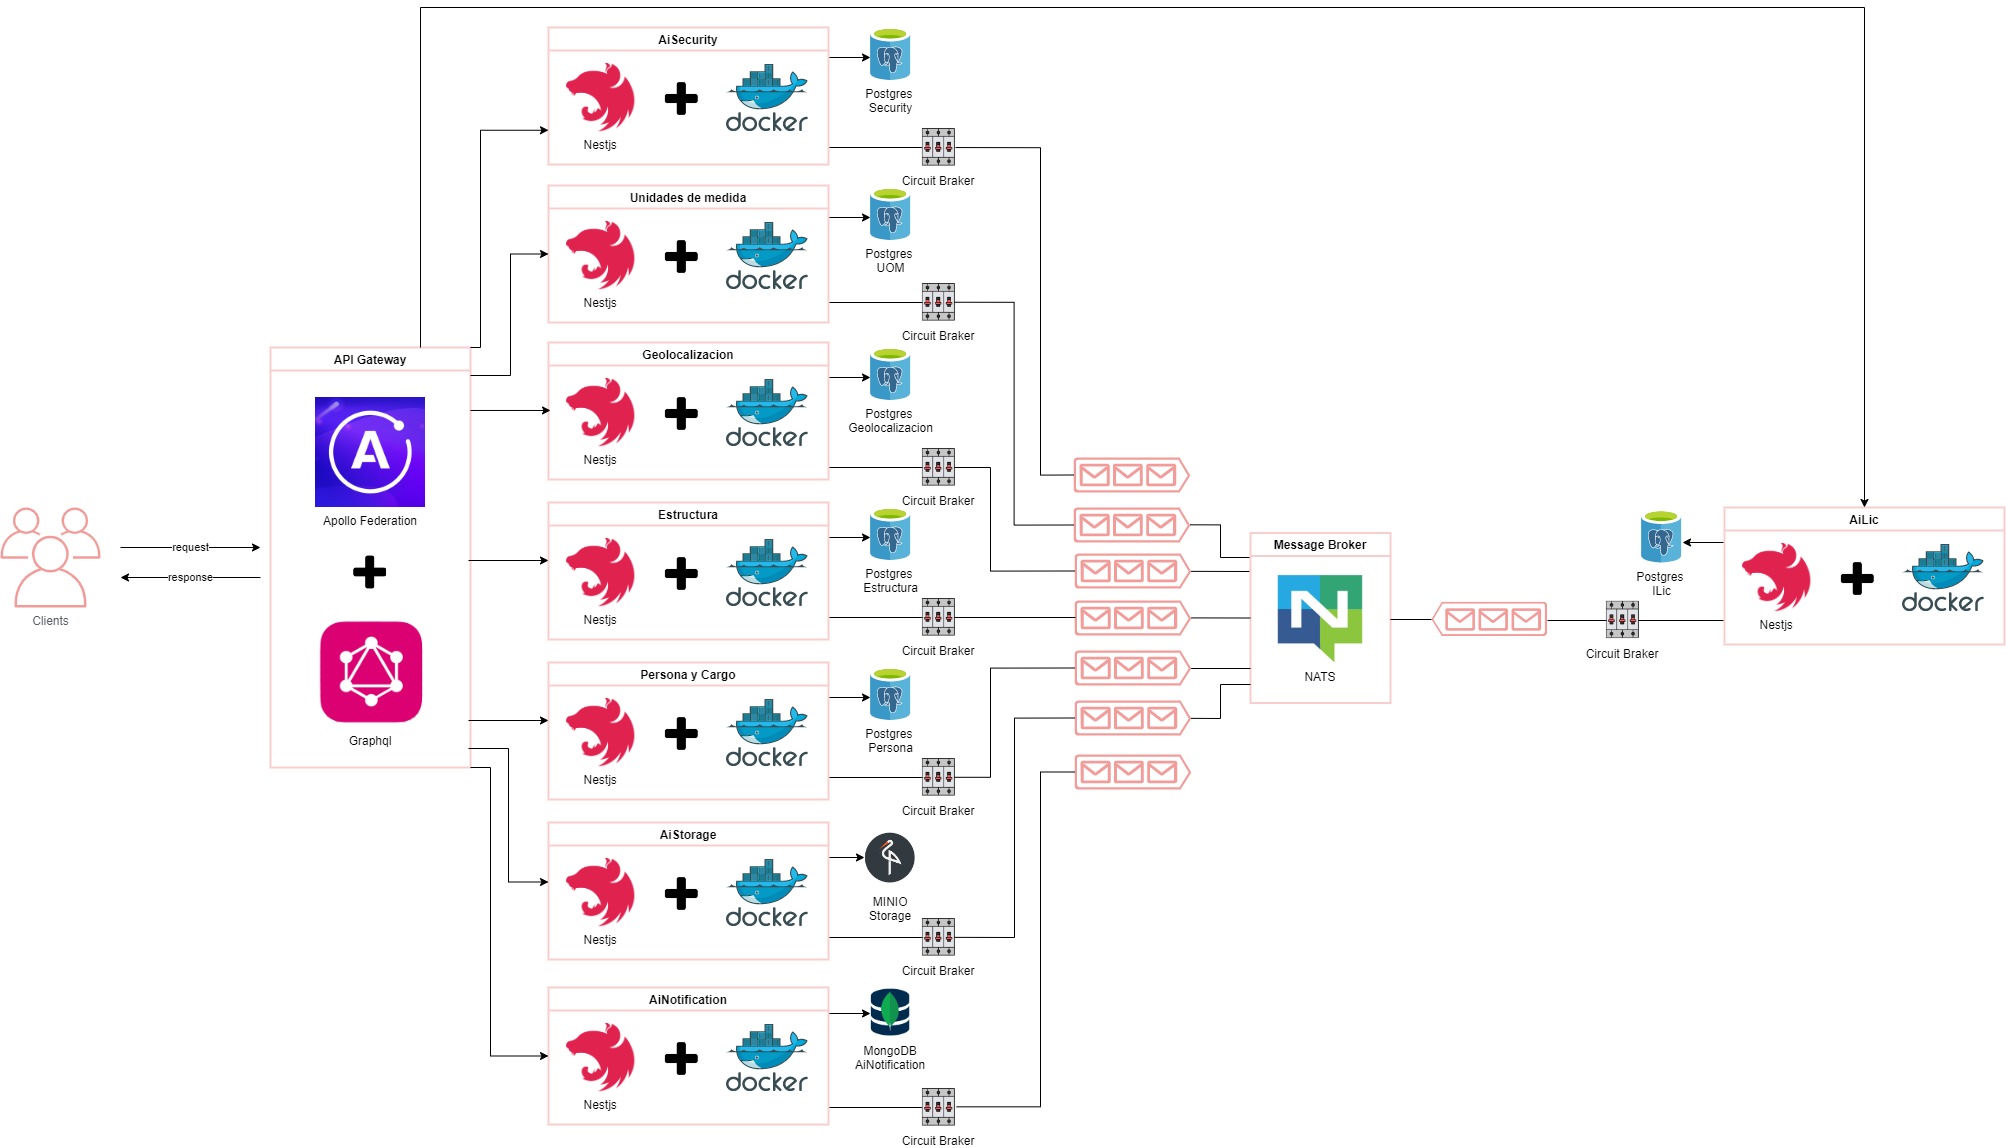 AiSecurity
Nestjs
docker
Postgres
Security
Circuit Braker
Unidades de medida
Nestjs
docker
Postgres
UOM
Circuit Braker
Geolocalizacion
Nestjs
docker
Postgres
Geolocalizacion
Circuit Braker
API Gateway
A
Apollo Federation
Graphql
Clients
request
response
Estructura
Nestjs
docker
Postgres
Estructura
Circuit Braker
Persona y Cargo
Nestjs
docker
Postgres
Persona
Circuit Braker
AiStorage
Nestjs
docker
MINIO
Storage
Circuit Braker
AiNotification
Nestjs
docker
MongoDB
AiNotification
Circuit Braker
Message Broker
N
NATS
AiLic
Nestjs
docker
Postgres
ILic
Circuit Braker